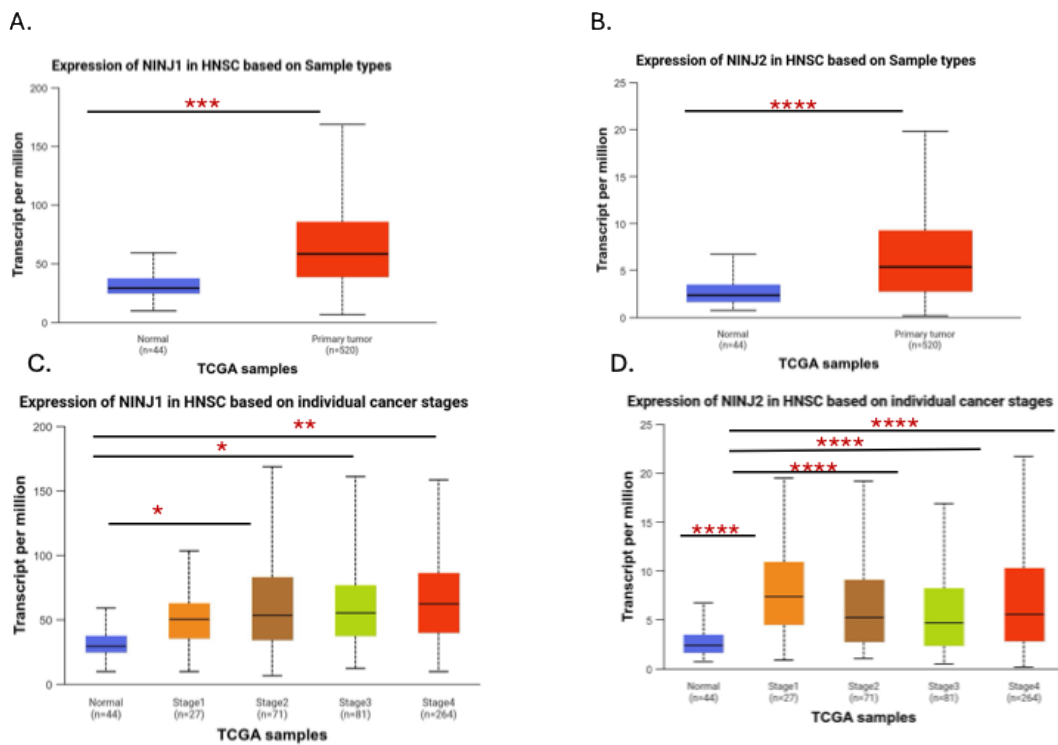 A.
Expression of NINJ1 in HNSC based on Sample types
Transcript per million
200
150
100
50
0
***
Normal
(n=44)
Primary tumor
(n=520)
TCGA samples
B.
Expression of NINJ2 in HNSC based on Sample types
Transcript per million
25
20
15
10
5
0
****
Normal
(n=44)
Primary tumor
(n=520)
TCGA samples
C.
Expression of NINJ1 in HNSC based on individual cancer stages
Transcript per million
200
150
100
50
0
**
*
*
Normal
(n=44)
Stage1
(n=27)
Stage2
(n=71)
Stage3
(n=81)
Stage4
(n=264)
TCGA samples
D.
Expression of NINJ2 in HNSC based on individual cancer stages
Transcript per million
25
20
15
10
5
0
****
****
****
****
Normal
(n=44)
Stage1
(n=27)
Stage2
(n=71)
Stage3
(n=81)
Stage4
(n=264)
TCGA samples